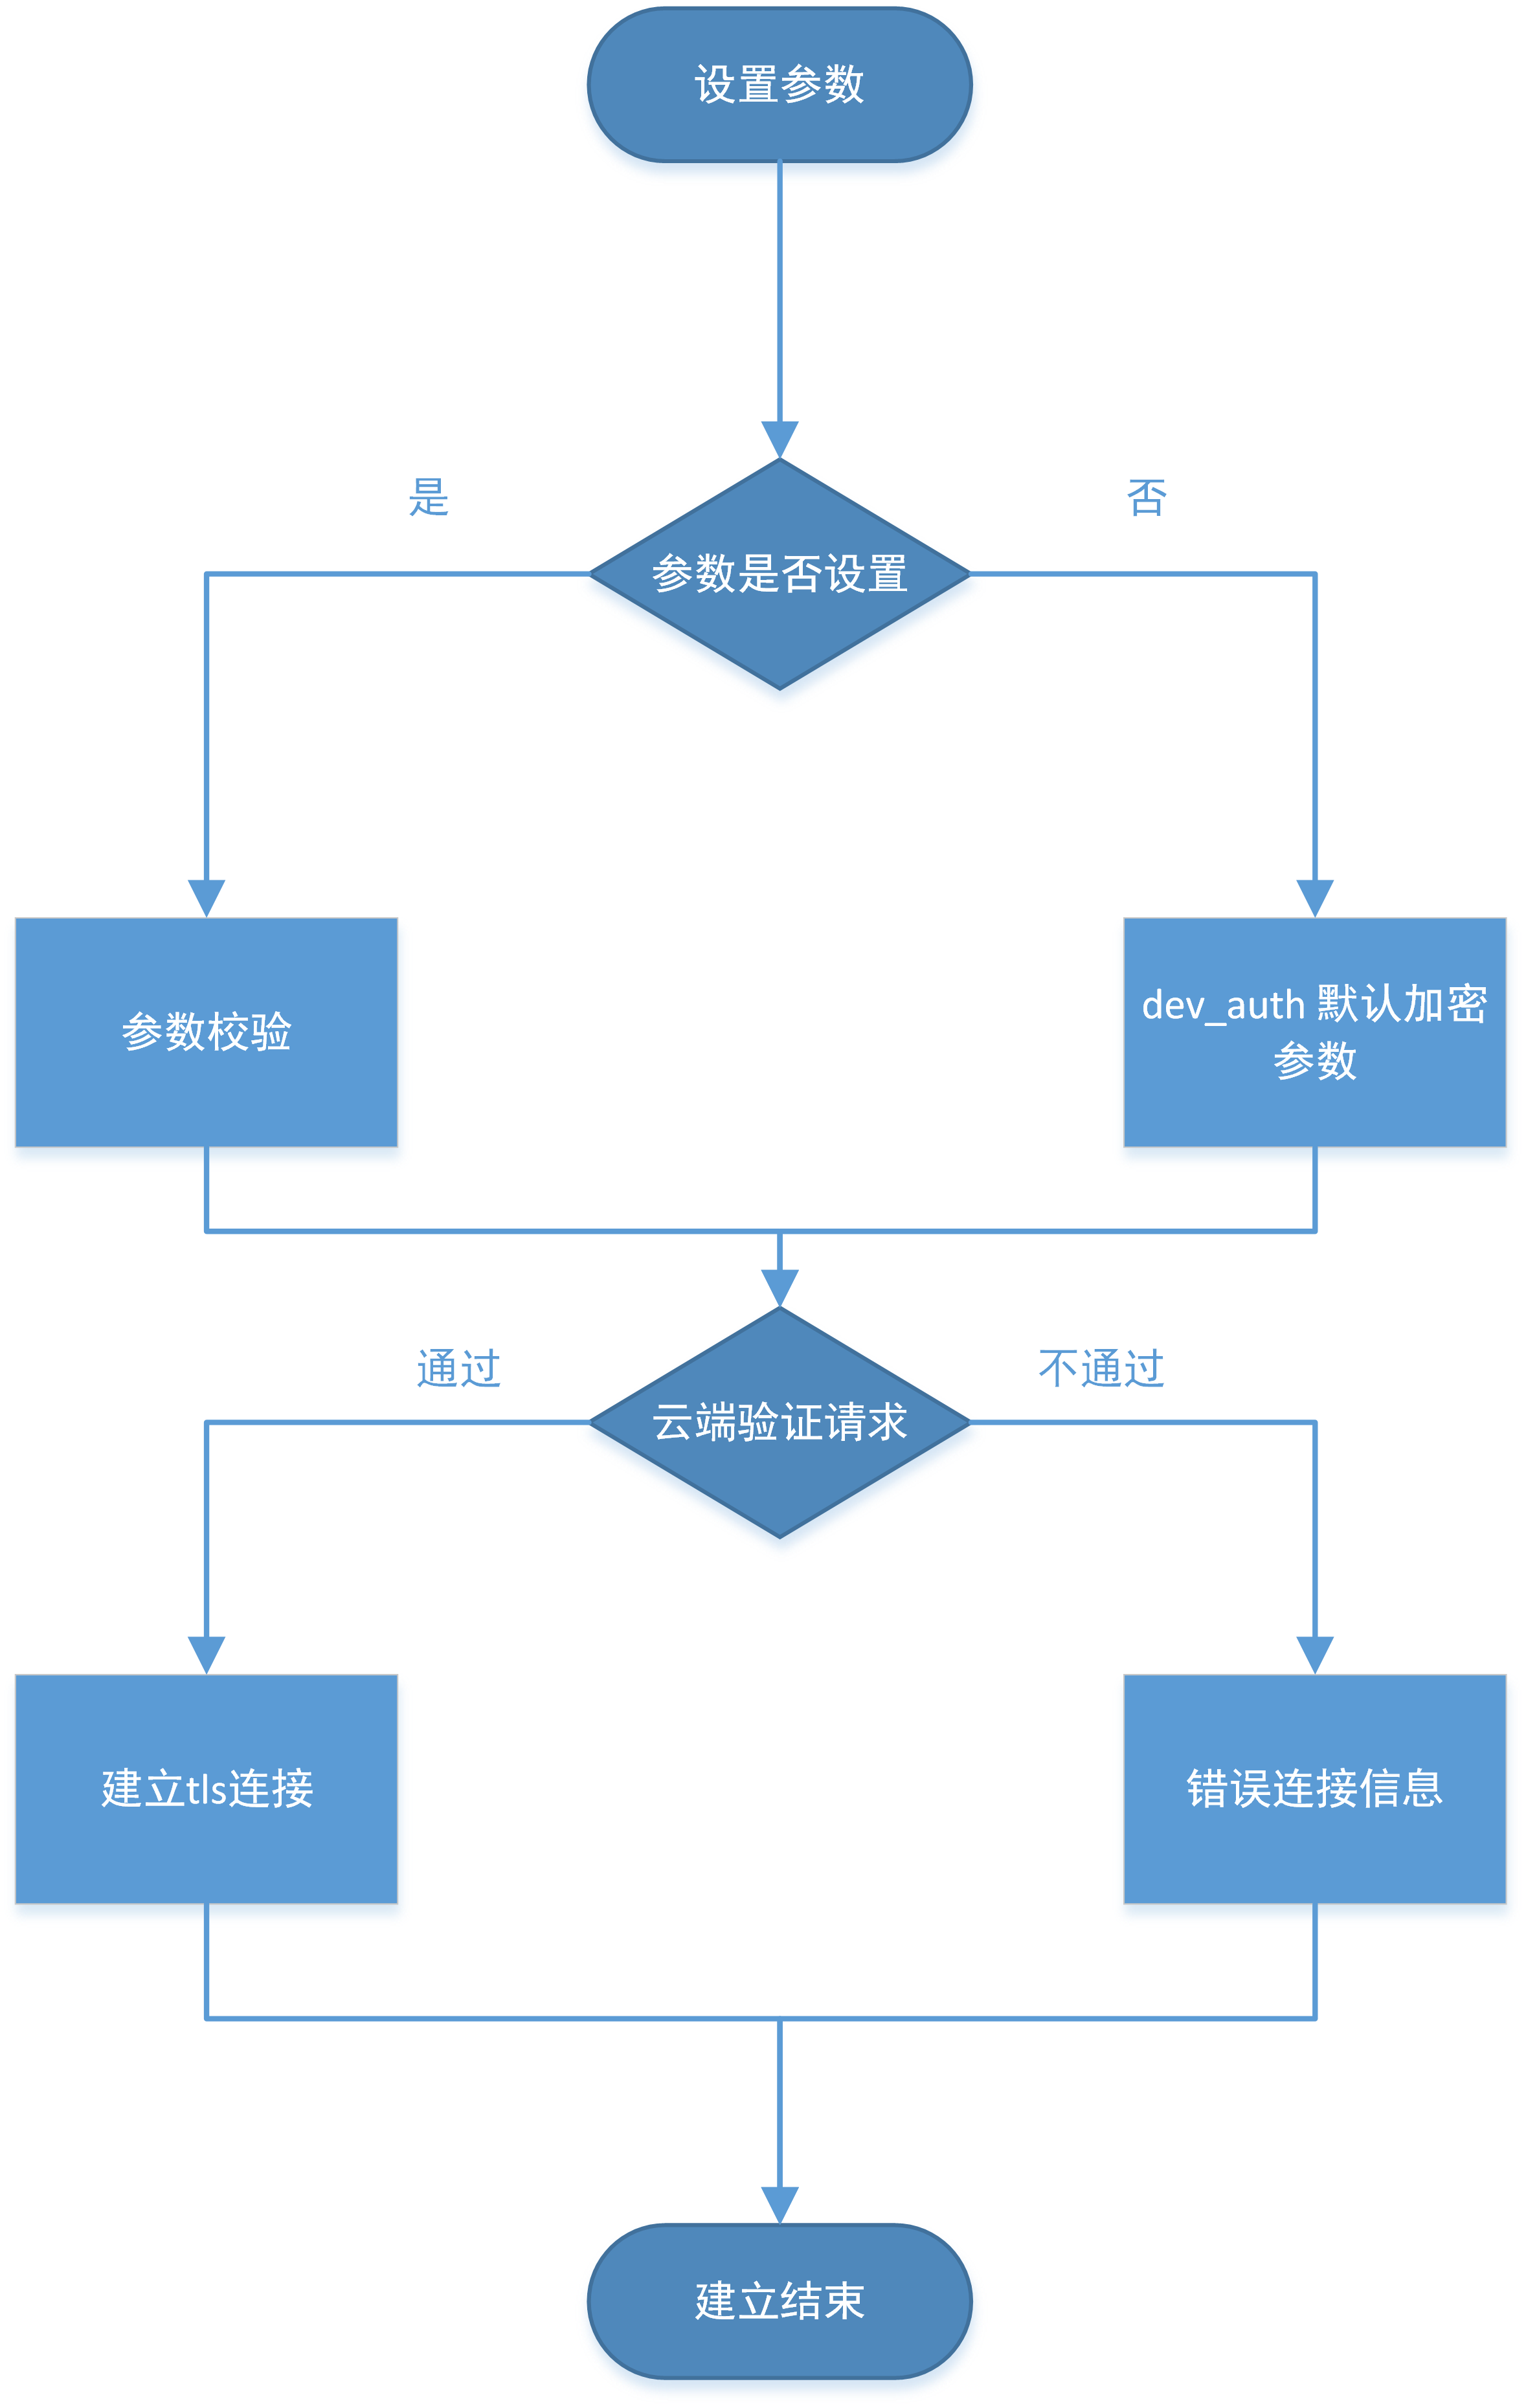 设置参数
是
否
参数是否设置
参数校验
dev_auth 默认加密
参数
通过
不通过
云端验证请求
建立tls连接
错误连接信息
建立结束